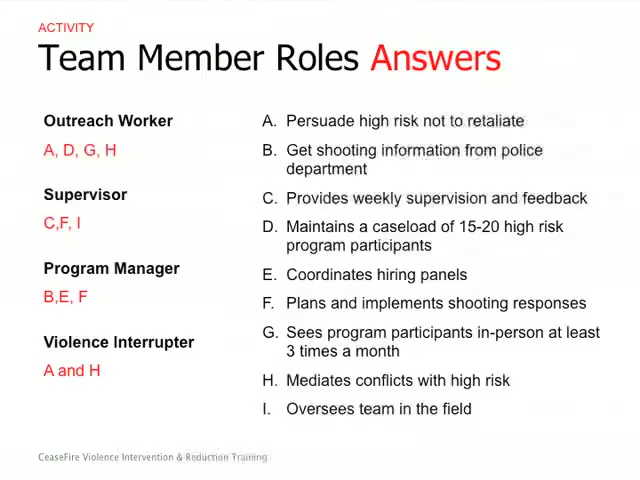 ACTIVITY
Team Member Roles Answers
Outreach Worker
A, D, G, H
Supervisor
C,F, I
Program Manager
B,E, F
Violence Interrupter
A and H
A. Persuade high risk not to retaliate
B. Get shooting information from police
department
C. Provides weekly supervision and feedback
D. Maintains a caseload of 15-20 high risk
program participants
E. Coordinates hiring panels
F. Plans and implements shooting responses
G. Sees program participants in-person at least
3 times a month
H. Mediates conflicts with high risk
I. Oversees team in the field
CeaseFire Violence Intervention & Reduction Training